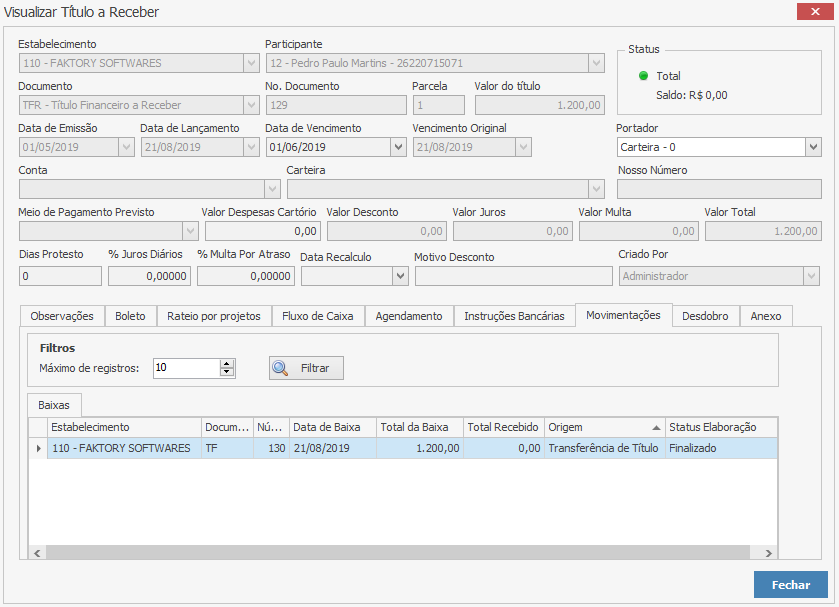 Visualizar Título a Receber
Estabelecimento Participante
110 - FAKTORY SOFTWARES 12 - Pedro Paulo Martins - 26220715071
Status
Total
Saldo: R$ 0,00
Documento No. Documento Parcela Valor do título
TFR - Título Financeiro a Receber 129 1 1.200,00
Data de Emissão Data de Lançamento Data de Vencimento Vencimento Original Portador
01/05/2019 21/08/2019 01/06/2019 21/08/2019 Carteira - 0
Conta Carteira Nosso Número
Meio de Pagamento Previsto Valor Despesas Cartório Valor Desconto Valor Juros Valor Multa Valor Total
0,00 0,00 0,00 0,00 1.200,00
Dias Protesto % Juros Diários % Multa Por Atraso Data Recalculo Motivo Desconto Criado Por
0 0,00000 0,00000 Administrador
Observações Boleto Rateio por projetos Fluxo de Caixa Agendamento Instruções Bancárias Movimentações Desdobro Anexo
Filtros
Máximo de registros: 10 Filtrar
Baixas
Estabelecimento Docum... Nú... Data de Baixa Total da Baixa Total Recebido Origem Status Elaboração
110 - FAKTORY SOFTWARES TF 130 21/08/2019 1.200,00 0,00 Transferência de Título Finalizado
Fechar